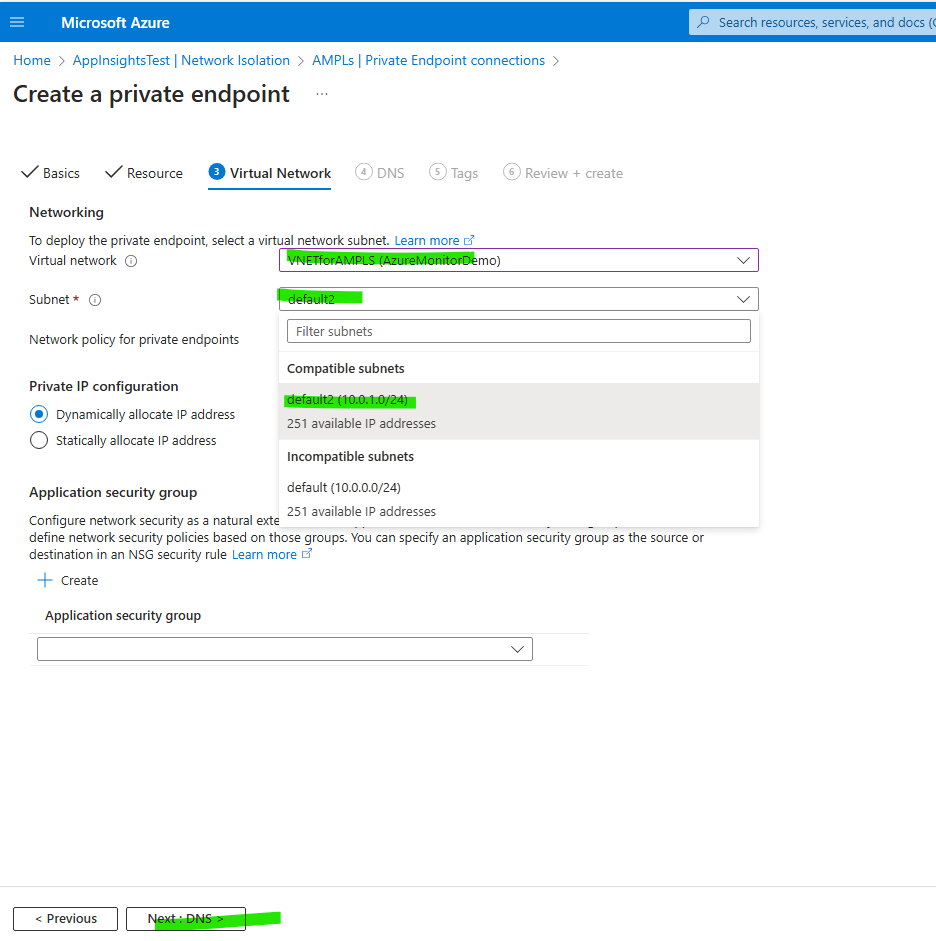 Microsoft Azure
Search resources, services, and docs (
Home > AppInsightsTest | Network Isolation > AMPLs | Private Endpoint connections >
Create a private endpoint ...
Basics Resource 3 Virtual Network 4 DNS 5 Tags 6 Review + create
Networking
To deploy the private endpoint, select a virtual network subnet. Learn more
Virtual network VNETforAMPLS (AzureMonitorDemo)
Subnet * default2
Filter subnets
Network policy for private endpoints
Compatible subnets
Private IP configuration
default2 (10.0.1.0/24)
Dynamically allocate IP address
251 available IP addresses
Statically allocate IP address
Incompatible subnets
default (10.0.0.0/24)
Application security group
251 available IP addresses
Configure network security as a natural exte
define network security policies based on those groups. You can specify an application security group as the source or
destination in an NSG security rule Learn more
+ Create
Application security group
< Previous Next : DNS >